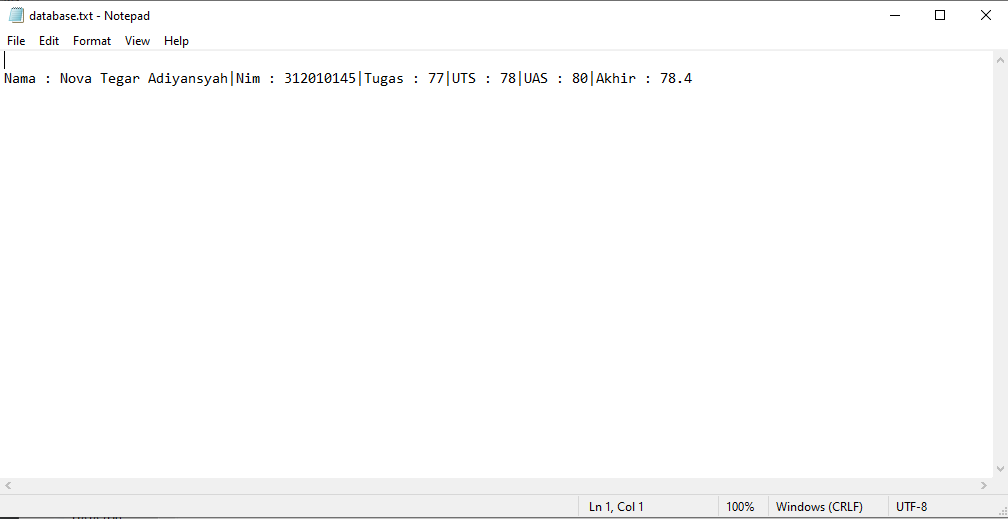 database.txt - Notepad
File Edit Format View Help
Nama : Nova Tegar Adiyansyah|Nim : 312010145|Tugas : 77|UTS : 78|UAS : 80|Akhir : 78.4
Ln 1, Col 1 100% Windows (CRLF) UTF-8